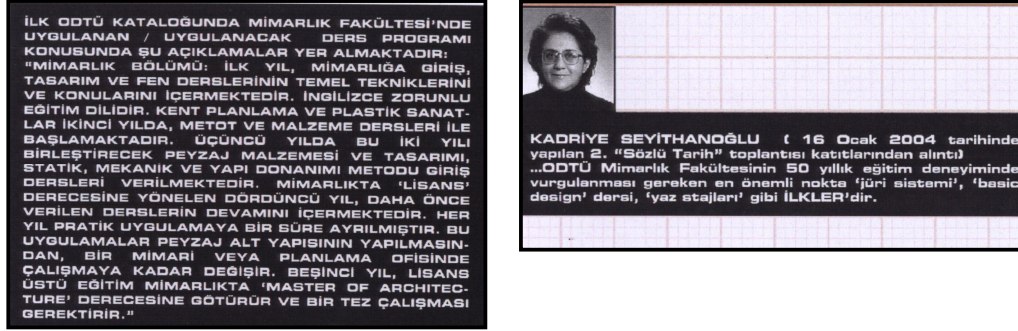 İLK ODTÜ KATALOĞUNDA MİMARLIK FAKÜLTESİ'NDE
UYGULANAN / UYGULANACAK DERS PROGRAMI
KONUSUNDA ŞU AÇIKLAMALAR YER ALMAKTADIR:
"MİMARLIK BÖLÜMÜ: İLK YIL, MİMARLIĞA GİRİŞ,
TASARIM VE FEN DERSLERİNİN TEMEL TEKNİKLERİNİ
VE KONULARINI İÇERMEKTEDİR. İNGİLİZCE ZORUNLU
EĞİTİM DİLİDİR. KENT PLANLAMA VE PLASTİK SANAT-
LAR İKİNCİ YILDA, METOT VE MALZEME DERSLERİ İLE
BAŞLAMAKTADIR. ÜÇÜNCÜ YILDA BU İKİ YILI
BİRLEŞTİRECEK PEYZAJ MALZEMESİ VE TASARIMI,
STATİK, MEKANİK VE YAPI DONANIMI METODU GİRİŞ
DERSLERİ VERİLMEKTEDİR. MİMARLIKTA 'LİSANS'
DERECESİNE YÖNELEN DÖRDÜNCÜ YIL, DAHA ÖNCE
VERİLEN DERSLERİN DEVAMINI İÇERMEKTEDİR. HER
YIL PRATİK UYGULAMAYA BİR SÜRE AYRILMIŞTIR. BU
UYGULAMALAR PEYZAJ ALT YAPISININ YAPILMASIN-
DAN, BİR MİMARİ VEYA PLANLAMA OFİSİNDE
ÇALIŞMAYA KADAR DEĞİŞİR. BEŞİNCİ YIL, LİSANS
ÜSTÜ EĞİTİM MİMARLIKTA 'MASTER OF ARCHITEC-
TURE' DERECESİNE GÖTÜRÜR VE BİR TEZ ÇALIŞMASI
GEREKTİRİR."
KADRİYE SEYİTHANOĞLU ( 16 Ocak 2004 tarihinde
yapılan 2. "Sözlü Tarih" toplantısı katıtlarından alıntı)
...ODTÜ Mimarlık Fakültesinin 50 yıllık eğitim deneyiminde
vurgulanması gereken en önemli nokta 'jüri sistemi', 'basic
design' dersi, 'yaz stajları' gibi İLKLER'dir.